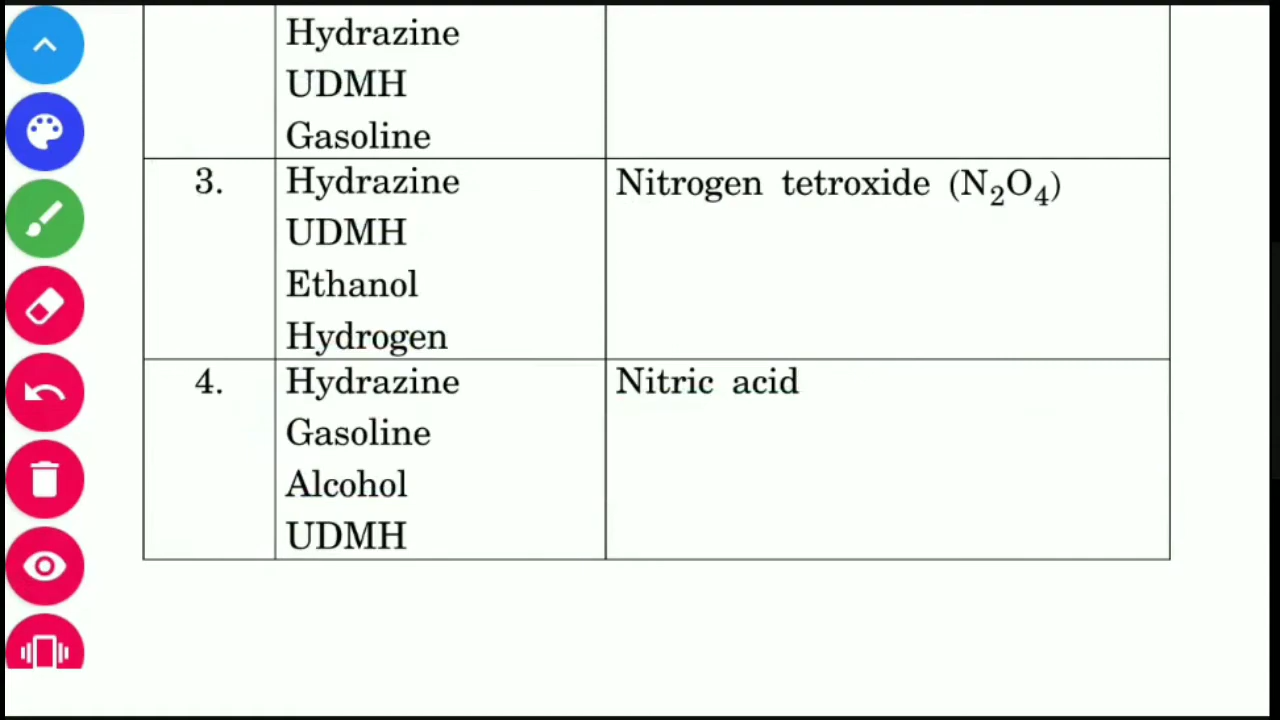 Hydrazine
UDMH
Gasoline
3. Hydrazine Nitrogen tetroxide (N₂O₄)
UDMH
Ethanol
Hydrogen
4. Hydrazine Nitric acid
Gasoline
Alcohol
UDMH